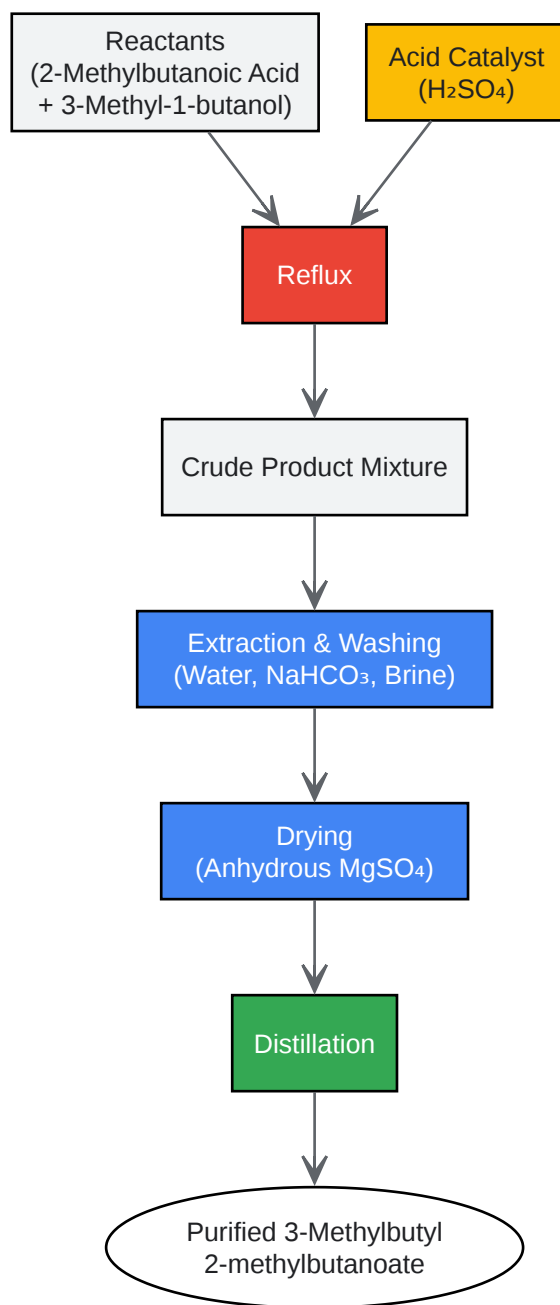 Reactants
(2-Methylbutanoic Acid
+ 3-Methyl-1-butanol)
Acid Catalyst
(H₂SO₄)
Reflux
Crude Product Mixture
Extraction & Washing
(Water, NaHCO₃, Brine)
Drying
(Anhydrous MgSO₄)
Distillation
Purified 3-Methylbutyl
2-methylbutanoate